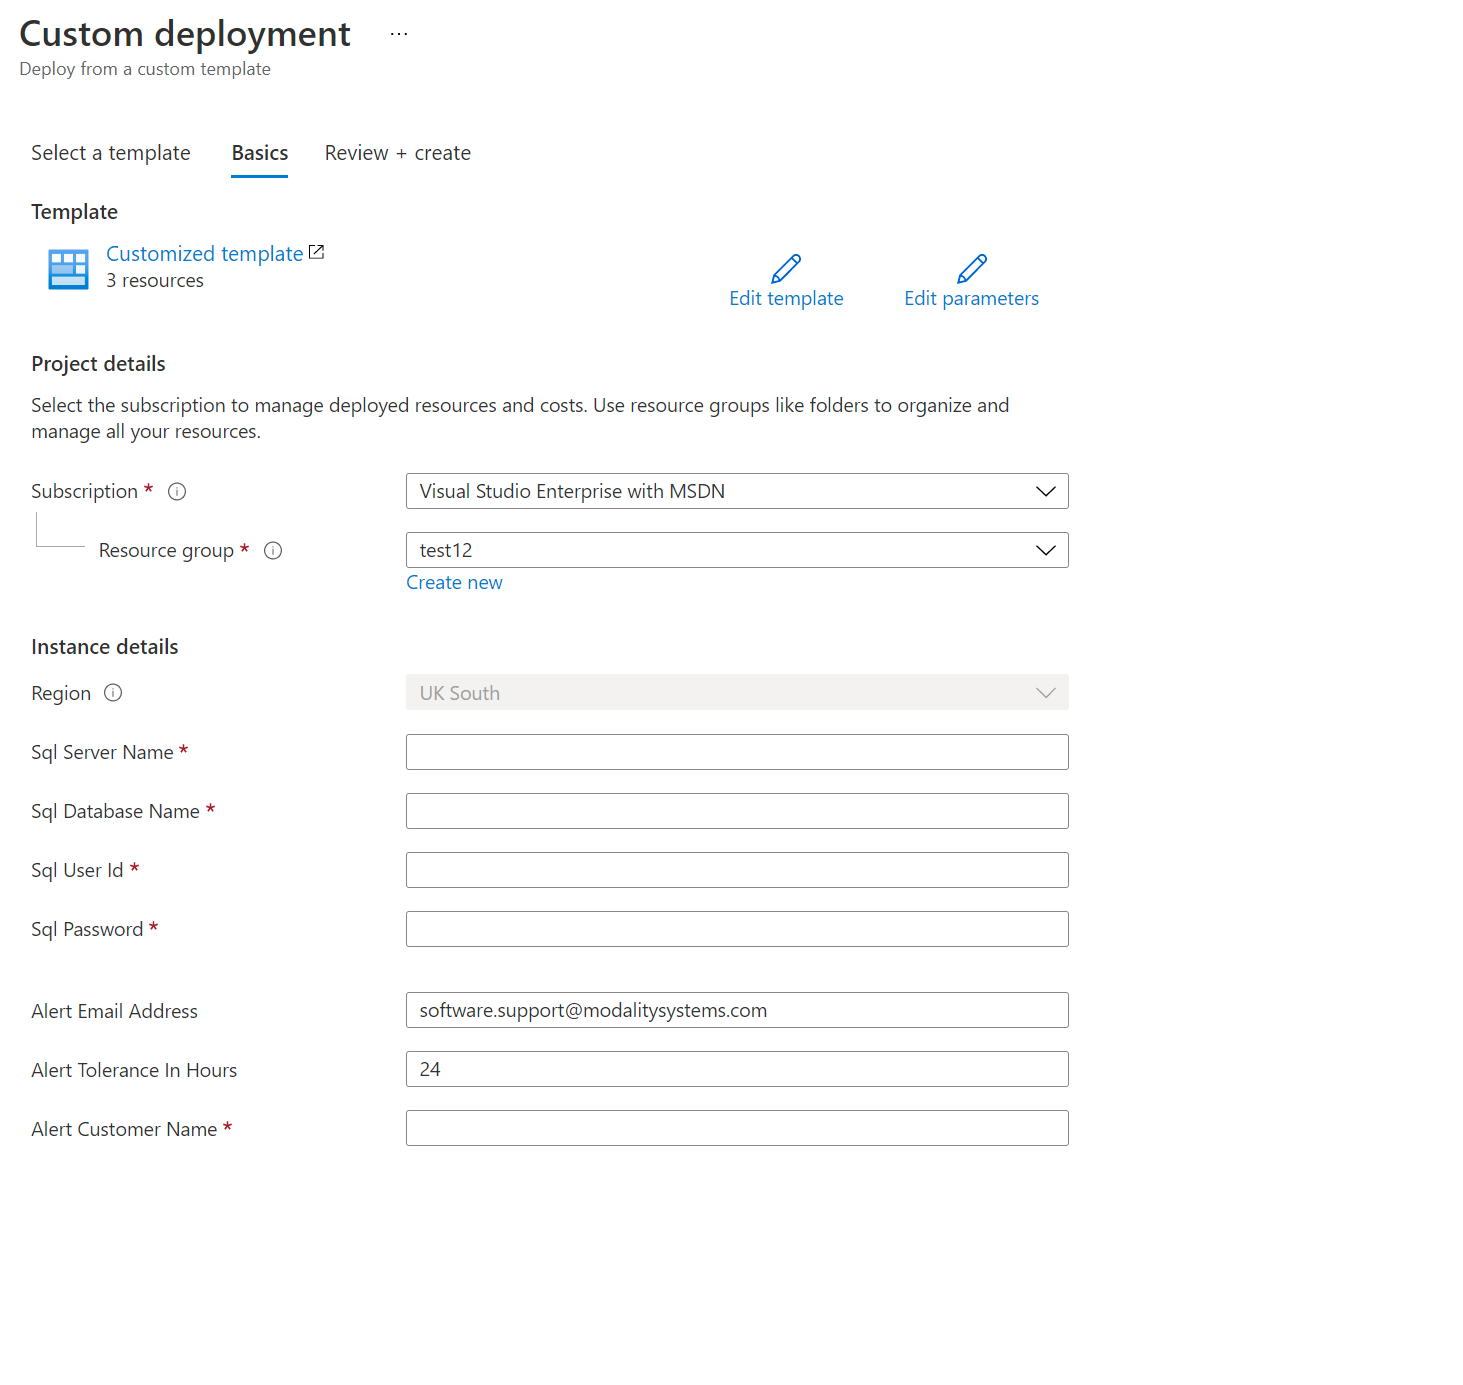 Custom deployment ...
Deploy from a custom template
Select a template Basics Review + create
Template
Customized template
3 resources
Edit template Edit parameters
Project details
Select the subscription to manage deployed resources and costs. Use resource groups like folders to organize and
manage all your resources.
Subscription * Visual Studio Enterprise with MSDN
Resource group * test12
Create new
Instance details
Region UK South
Sql Server Name *
Sql Database Name *
Sql User Id *
Sql Password *
Alert Email Address software.support@modalitysystems.com
Alert Tolerance In Hours 24
Alert Customer Name *